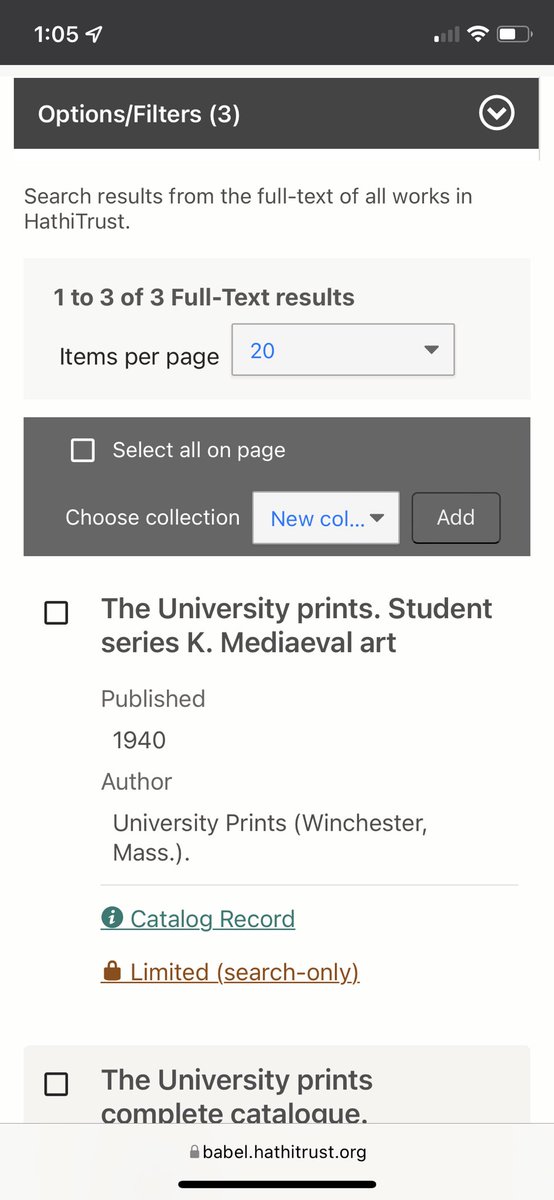 1:05
Options/Filters (3)
Search results from the full-text of all works in
HathiTrust.
1 to 3 of 3 Full-Text results
Items per page 20
Select all on page
Choose collection New col... Add
The University prints. Student
series K. Mediaeval art
Published
1940
Author
University Prints (Winchester,
Mass.).
Catalog Record
Limited (search-only)
The University prints
complete catalogue.
babel.hathitrust.org